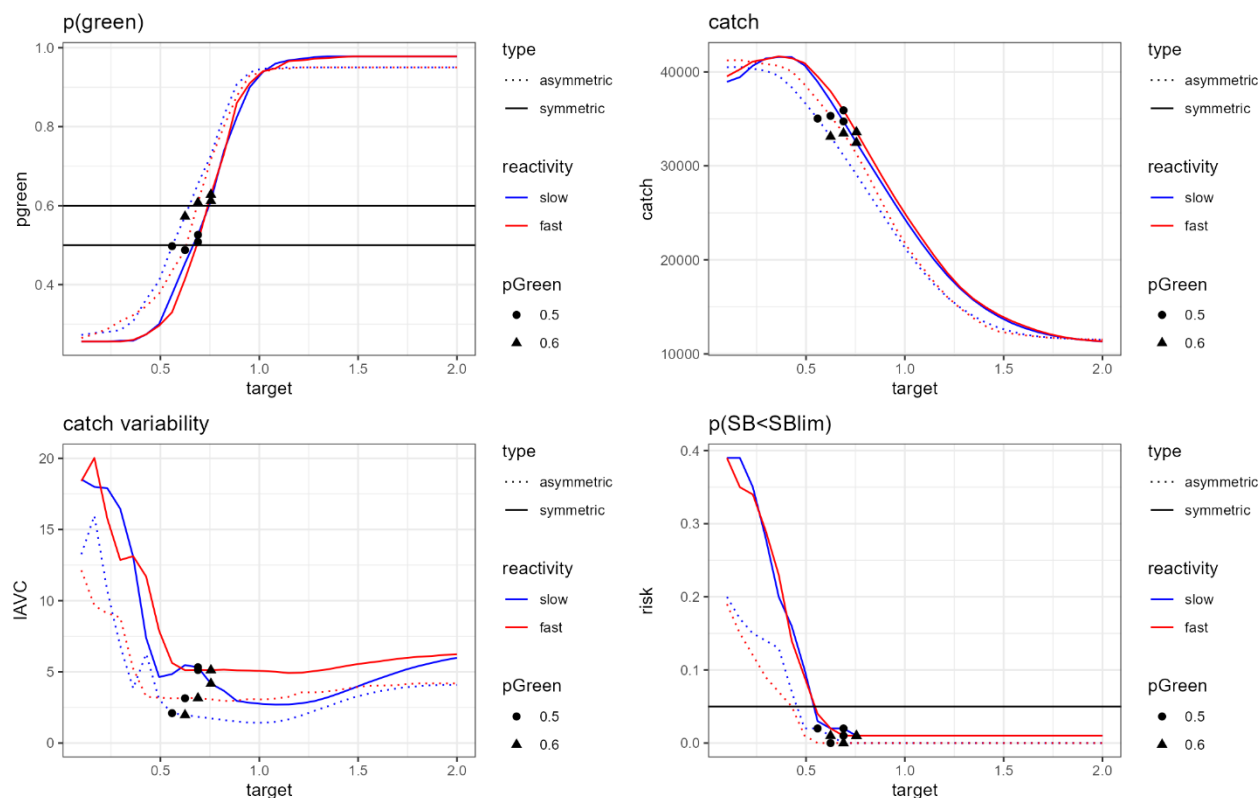 p(green)
pgreen
1.0
0.8
0.6
0.4
0.5
1.0
1.5
2.0
target
type
asymmetric
symmetric
reactivity
slow
fast
pGreen
0.5
0.6
catch
catch
40000
30000
20000
10000
0.5
1.0
1.5
2.0
target
type
asymmetric
symmetric
reactivity
slow
fast
pGreen
0.5
0.6
catch variability
IAVC
20
15
10
5
0
0.5
1.0
1.5
2.0
target
type
asymmetric
symmetric
reactivity
slow
fast
pGreen
0.5
0.6
p(SB<SBlim)
risk
0.4
0.3
0.2
0.1
0.0
0.5
1.0
1.5
2.0
target
type
asymmetric
symmetric
reactivity
slow
fast
pGreen
0.5
0.6